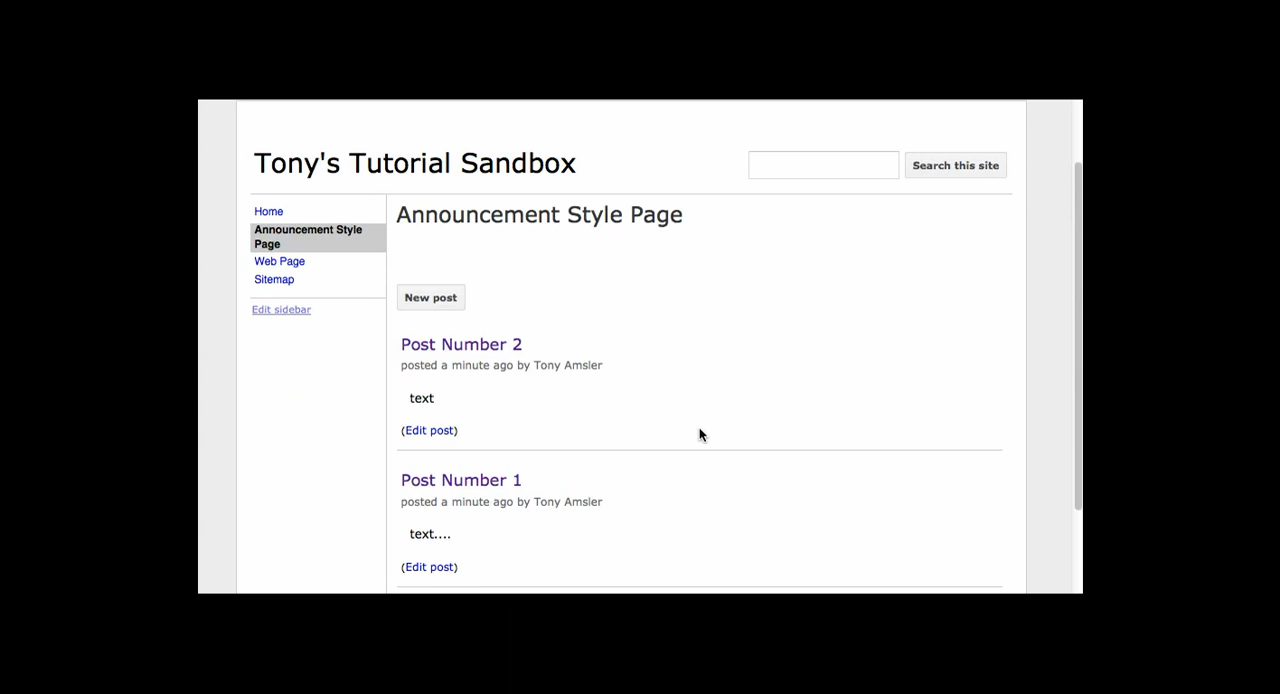 Tony's Tutorial Sandbox
Search this site
Home
Announcement Style
Page
Web Page
Sitemap
Edit sidebar
Announcement Style Page
New post
Post Number 2
posted a minute ago by Tony Amsler
text
(Edit post)
Post Number 1
posted a minute ago by Tony Amsler
text....
(Edit post)